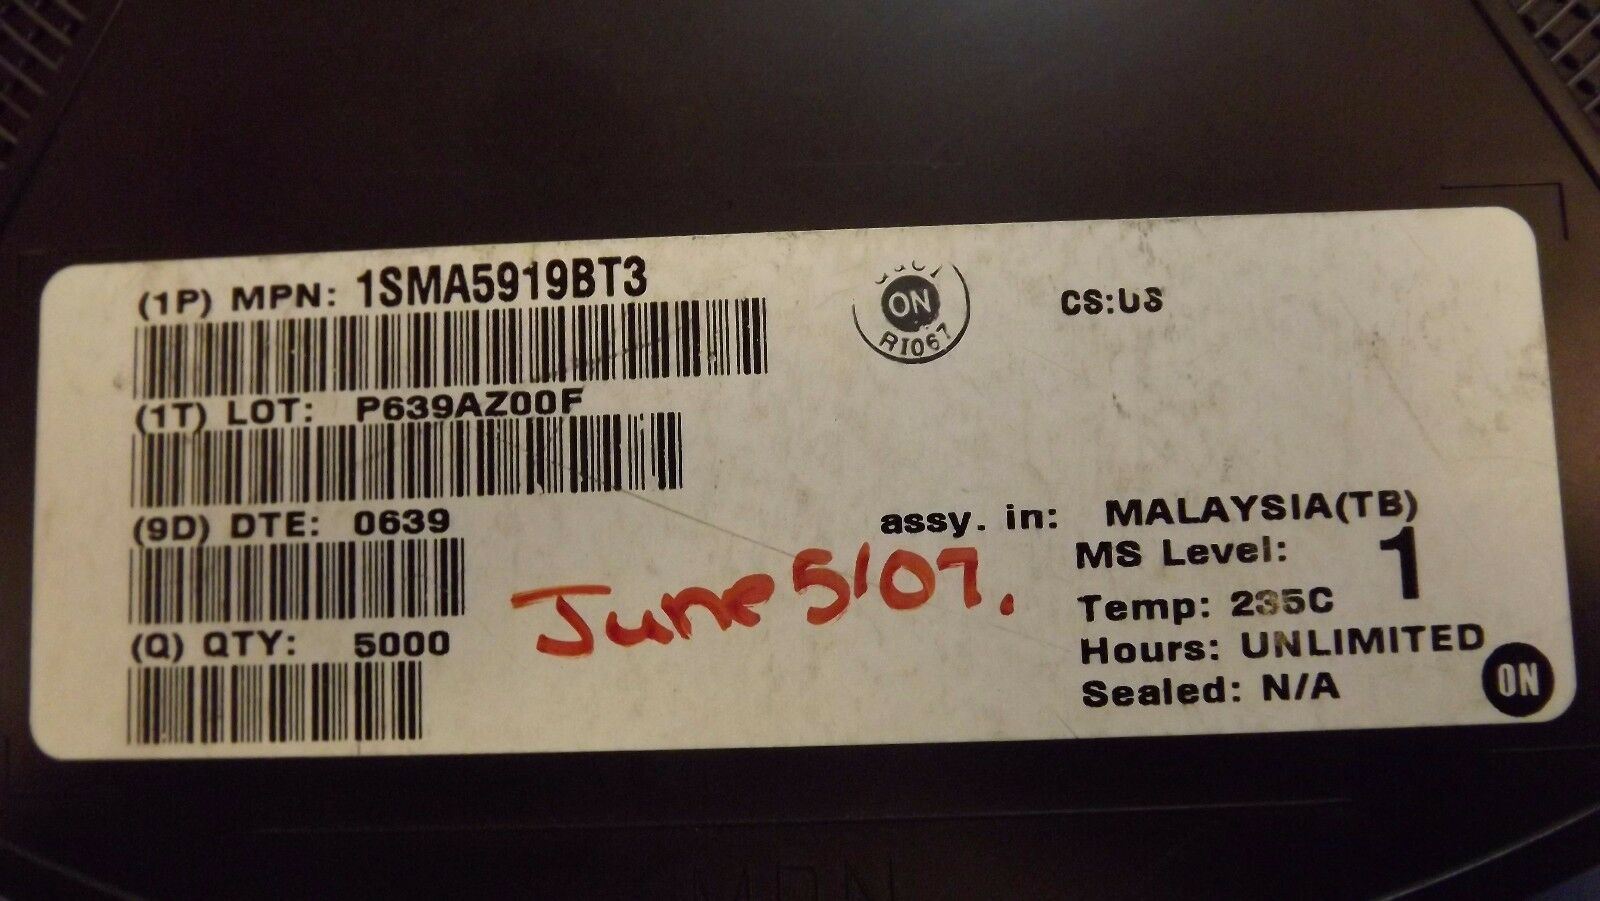 (1P) MPN: 1SMA5919BT3
ON
RI067
CS:US
(1T) LOT: P639AZ00F
(9D) DTE: 0639
assy. in: MALAYSIA(TB)
MS Level: 1
June 5/07.
Temp: 235C
(Q) QTY: 5000
Hours: UNLIMITED
Sealed: N/A
ON